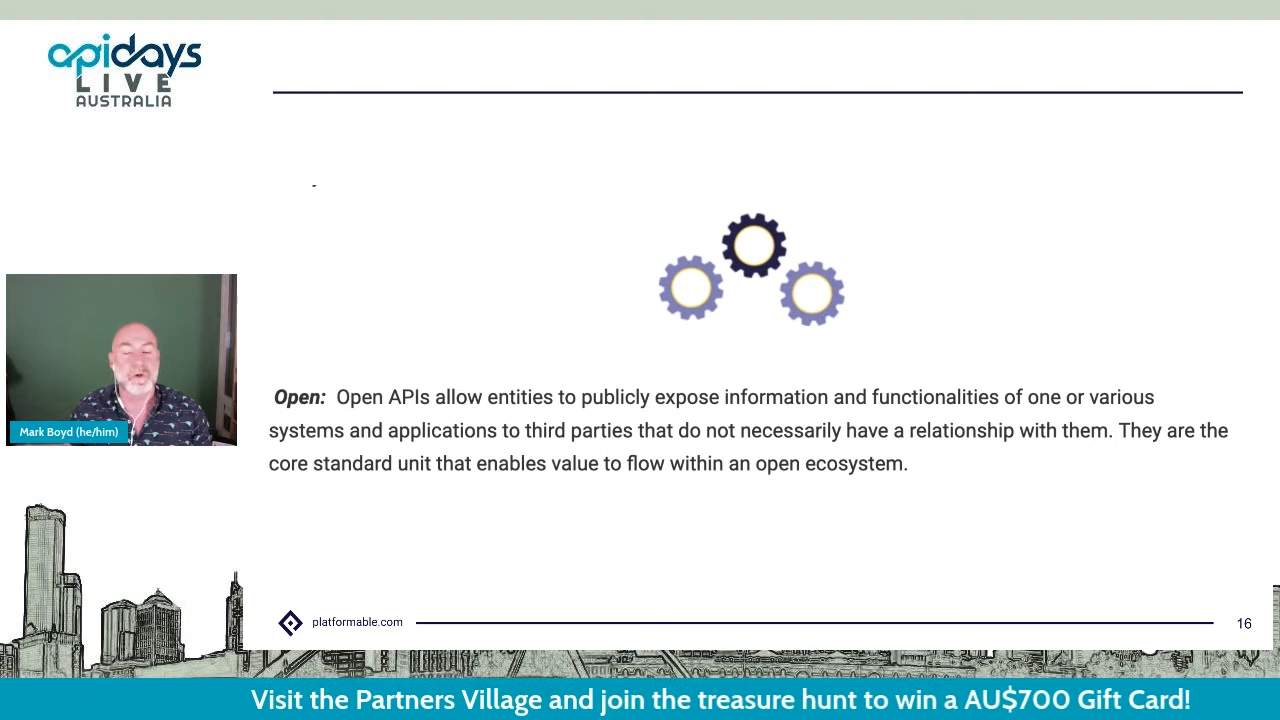 apidays
LIVE
AUSTRALIA
Mark Boyd (he/him)
Open: Open APIs allow entities to publicly expose information and functionalities of one or various
systems and applications to third parties that do not necessarily have a relationship with them. They are the
core standard unit that enables value to flow within an open ecosystem.
platformable.com
16
Visit the Partners Village and join the treasure hunt to win a AU$700 Gift Card!